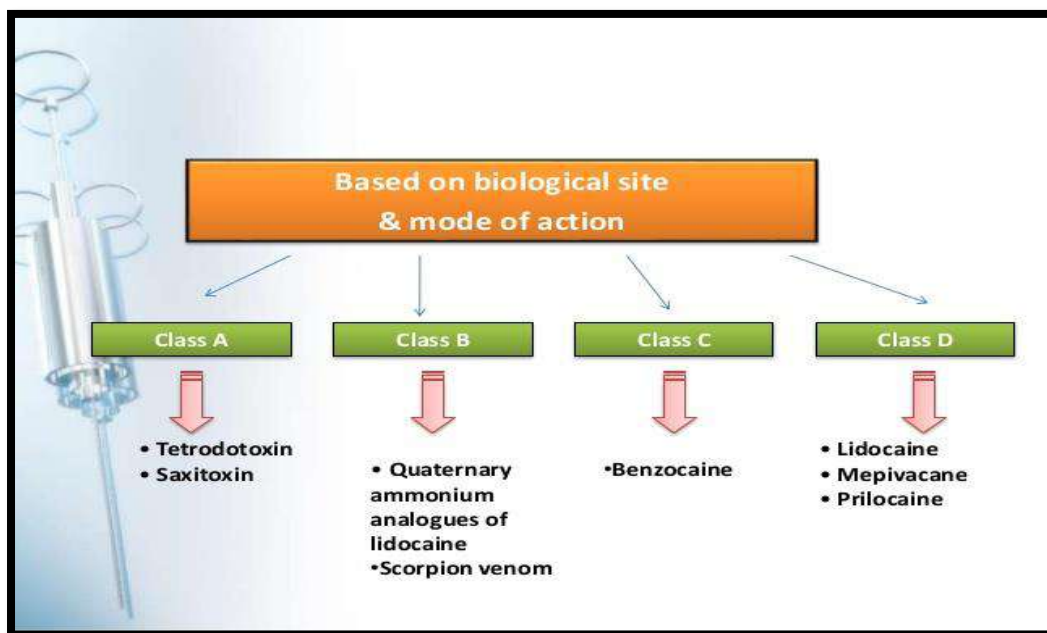 Based on biological site
& mode of action
Class A
Class B
Class C
Class D
• Tetrodotoxin
• Saxitoxin
• Quaternary
ammonium
analogues of
lidocaine
•Scorpion venom
•Benzocaine
• Lidocaine
• Mepivacane
• Prilocaine